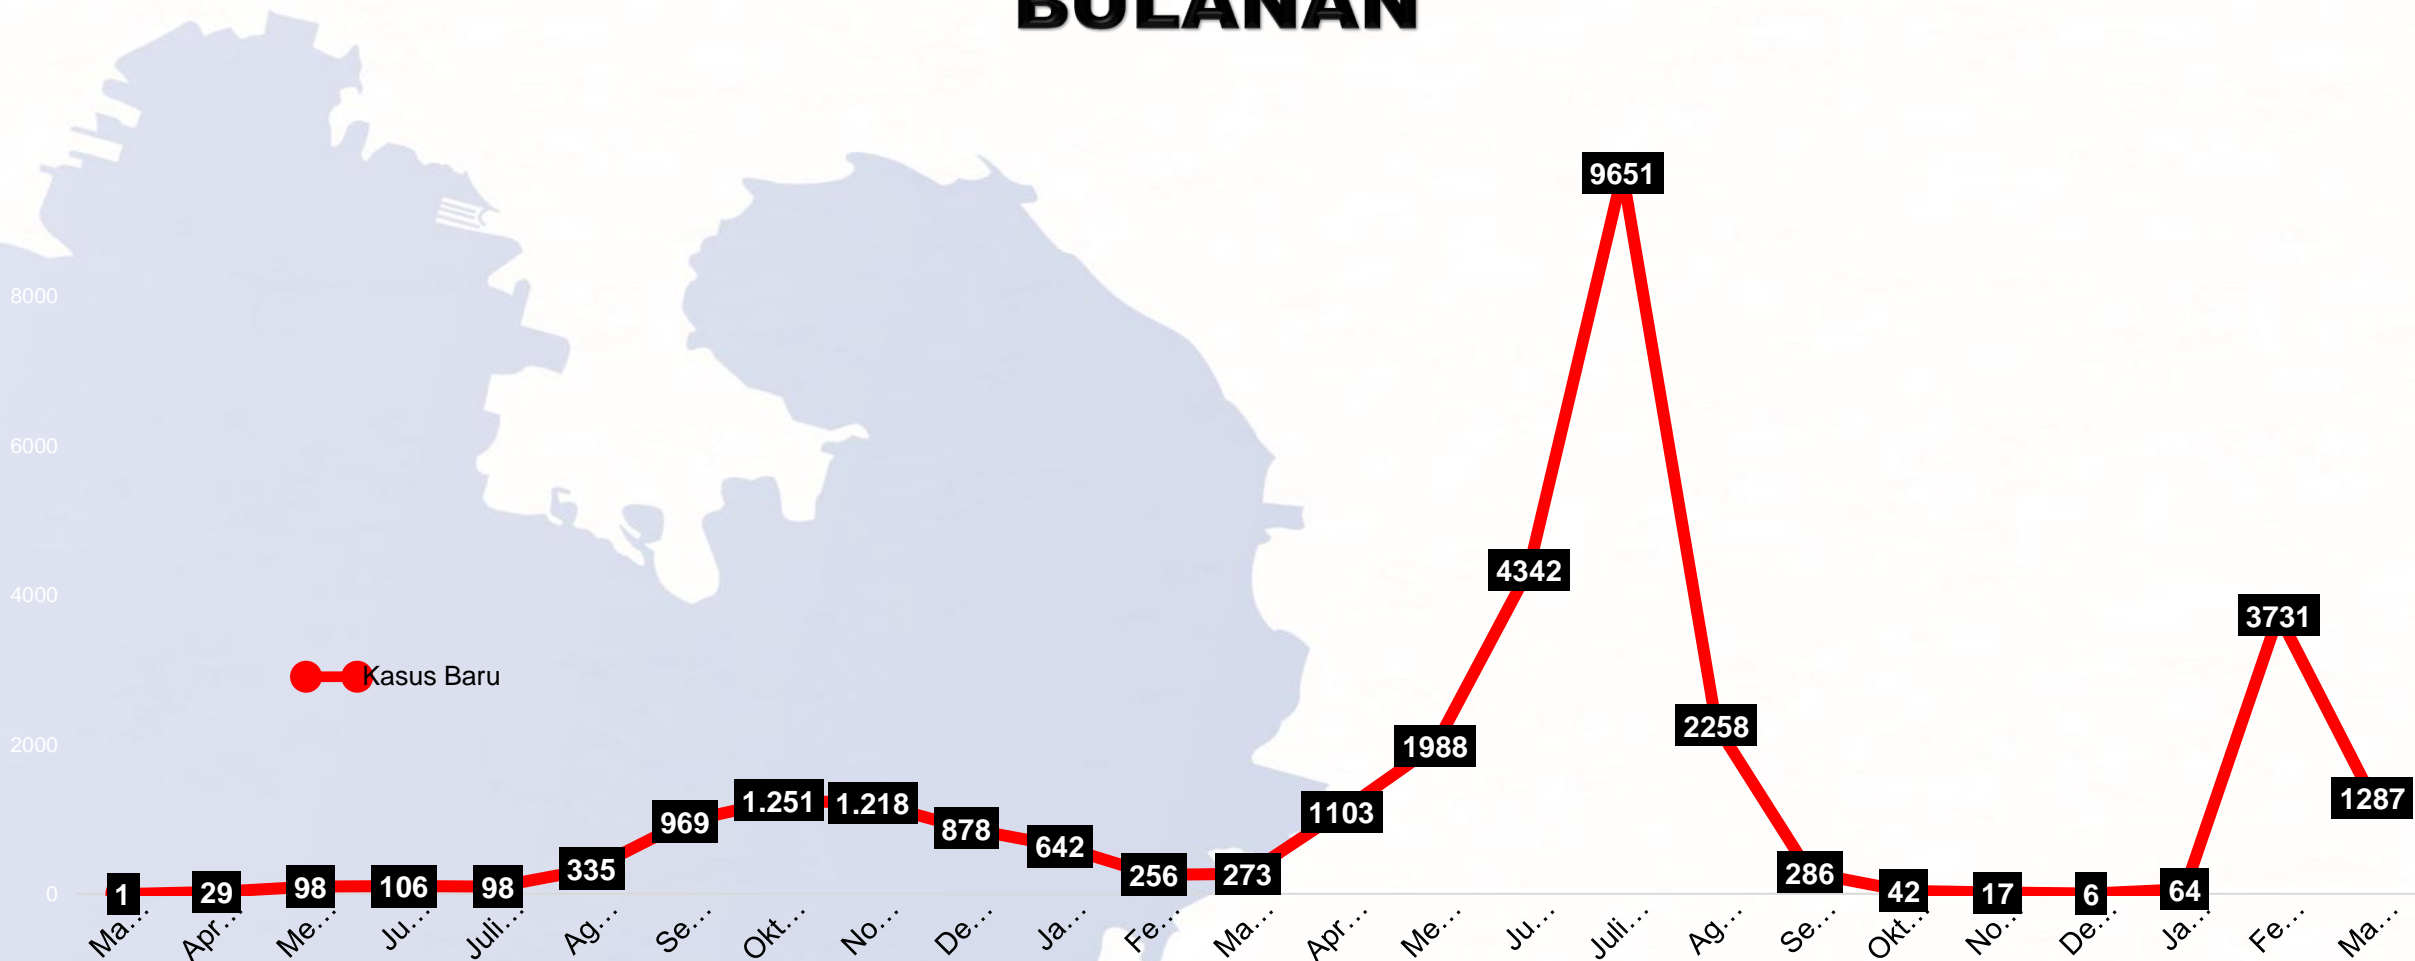 BULANAN
9651
8000
6000
4342
4000
3731
Kasus Baru
2258
2000
1988
1287
1.251
1.218
1103
969
878
642
335
256
273
286
1
29
98
106
98
42
17
6
64
0
Ma...
Apr...
Me...
Ju...
Juli...
Ag...
Se...
Okt...
No...
De...
Ja...
Fe...
Ma...
Apr...
Me...
Ju...
Juli...
Ag...
Se...
Okt...
No...
De...
Ja...
Fe...
Ma...